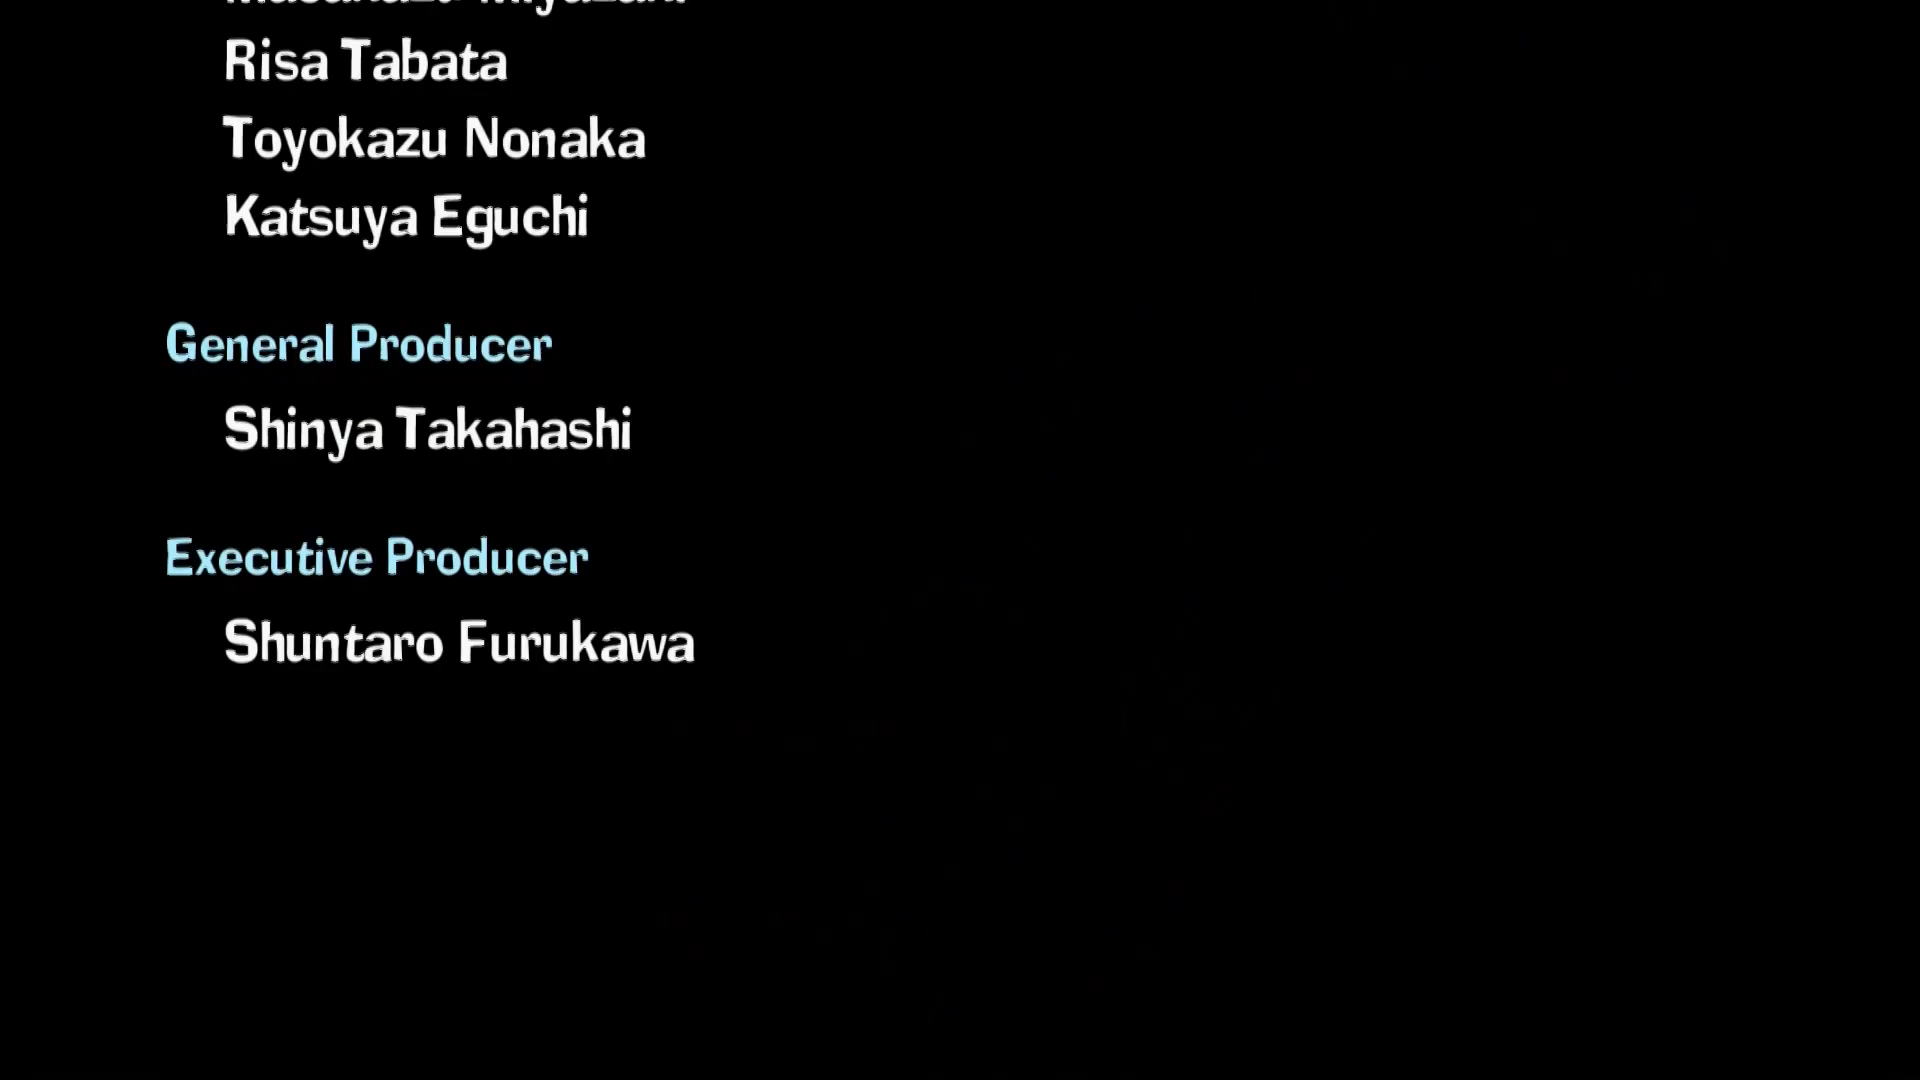 Risa Tabata
Toyokazu Nonaka
Katsuya Eguchi
General Producer
Shinya Takahashi
Executive Producer
Shuntaro Furukawa